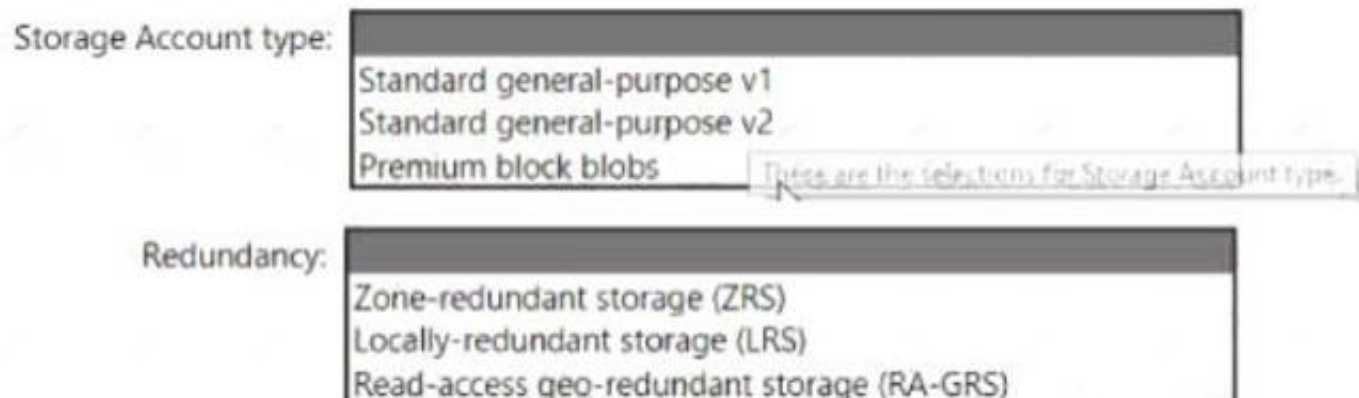 Storage Account type:
Standard general-purpose v1
Standard general-purpose v2
Premium block blobs
These are the selections for Storage Account type.
Redundancy:
Zone-redundant storage (ZRS)
Locally-redundant storage (LRS)
Read-access geo-redundant storage (RA-GRS)